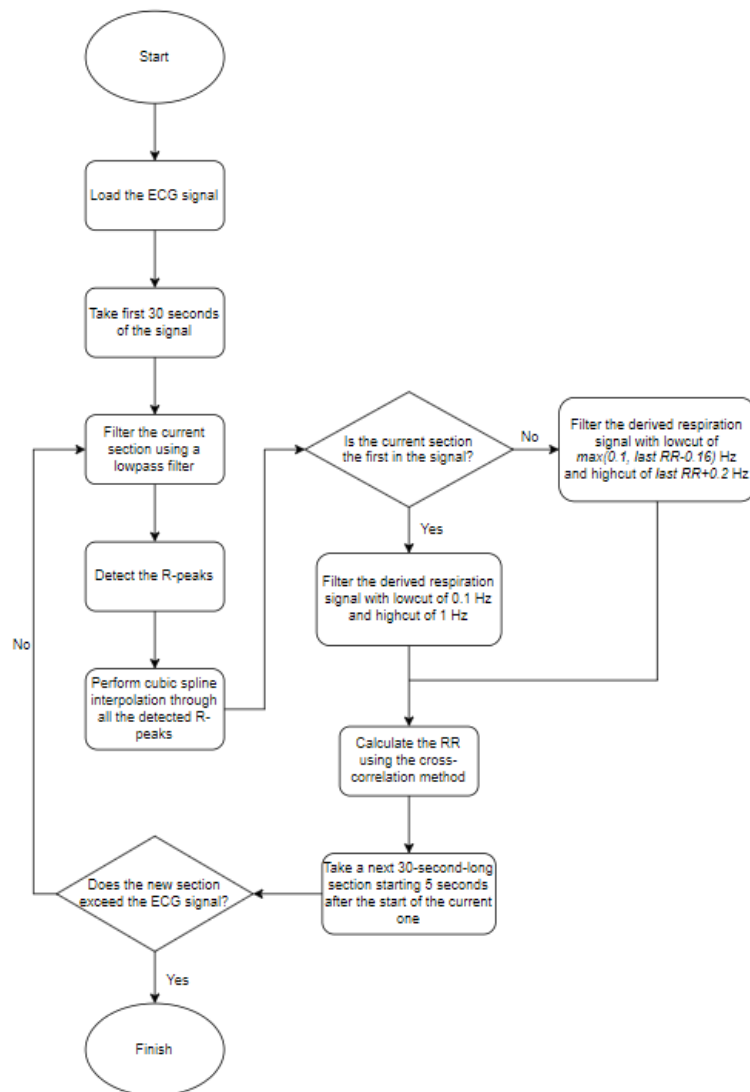 Start
Load the ECG signal
Take first 30 seconds
of the signal
Filter the current
section using a
lowpass filter
Detect the R-peaks
Perform cubic spline
interpolation through
all the detected R-
peaks
Is the current section
the first in the signal?
No
Filter the derived respiration
signal with lowcut of
max(0.1, last RR-0.16) Hz
and highcut of last RR+0.2 Hz
Yes
Filter the derived respiration
signal with lowcut of 0.1 Hz
and highcut of 1 Hz
Calculate the RR
using the cross-
correlation method
Take a next 30-second-long
section starting 5 seconds
after the start of the current
one
Does the new section
exceed the ECG signal?
No
Yes
Finish